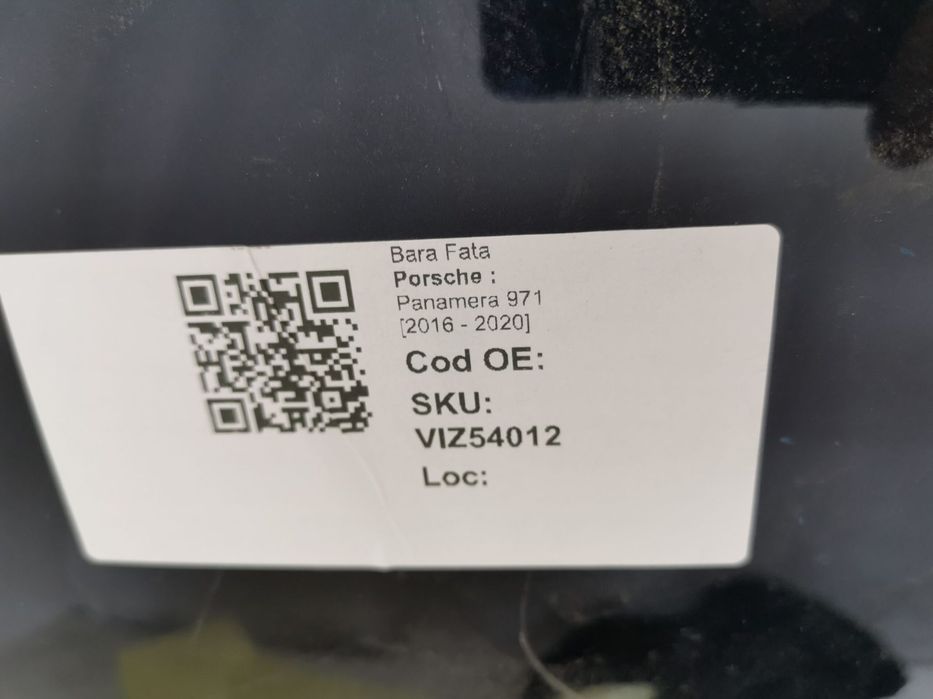 Bara Fata
Porsche :
Panamera 971
[2016 - 2020]
Cod OE:
SKU:
VIZ54012
Loc: